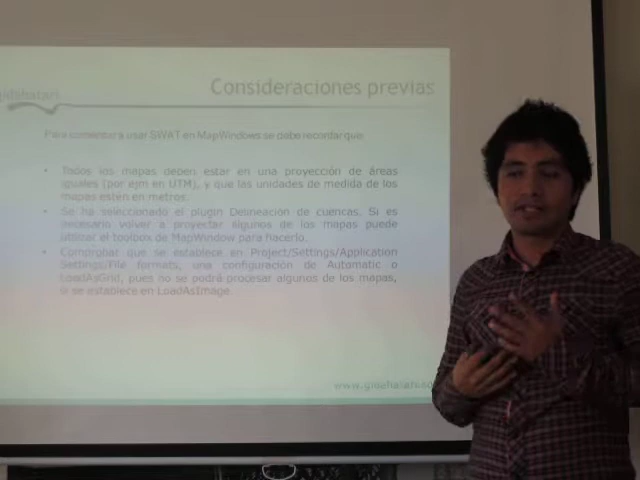 gidahatari
Consideraciones previas
Para comenzar a usar SWAT en MapWindows se debe recordar que:
• Todos los mapas deben estar en una proyección de áreas
iguales (por ejm en UTM), y que las unidades de medida de los
mapas estén en metros.
• Se ha seleccionado el plugin Delineación de cuencas. Si es
necesario volver a proyectar algunos de los mapas puede
utilizar el toolbox de MapWindow para hacerlo.
• Comprobar que se establece en Project/Settings/Application
Settings/File formats, una configuración de Automatic o
LoadAsGrid, pues no se podrá procesar algunos de los mapas,
si se establece en LoadAsImage.